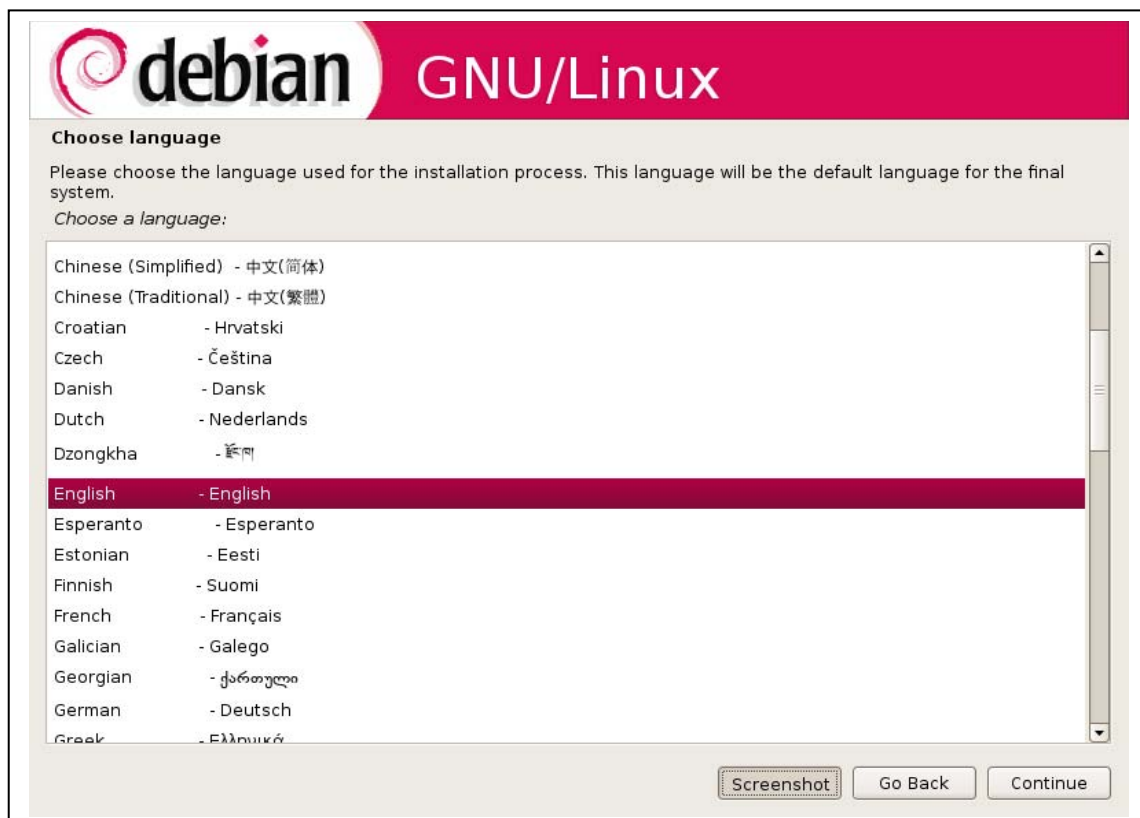 debian GNU/Linux
Choose language
Please choose the language used for the installation process. This language will be the default language for the final
system.
Choose a language:
Chinese (Simplified) - 中文(简体)
Chinese (Traditional) - 中文(繁體)
Croatian - Hrvatski
Czech - Čeština
Danish - Dansk
Dutch - Nederlands
Dzongkha - རྫོང་ཁ།
English - English
Esperanto - Esperanto
Estonian - Eesti
Finnish - Suomi
French - Français
Galician - Galego
Georgian - ქართული
German - Deutsch
Greek - Ελληνικά
Screenshot Go Back Continue